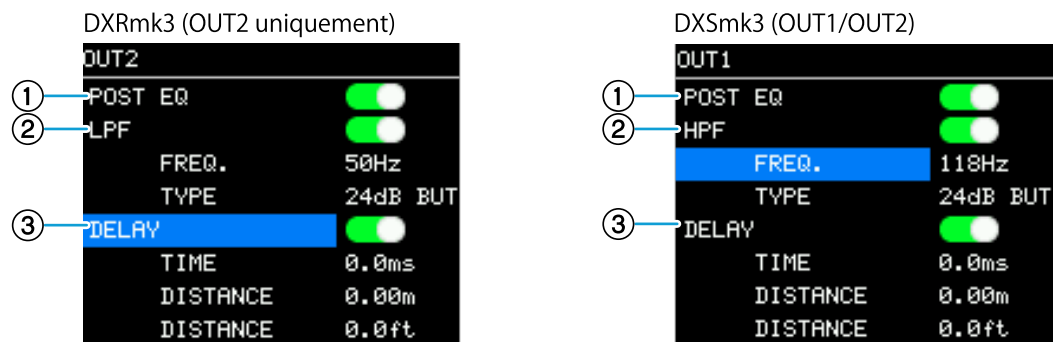 DXRmk3 (OUT2 uniquement)
OUT2
① POST EQ
② LPF
FREQ. 50Hz
TYPE 24dB BUT
③ DELAY
TIME 0.0ms
DISTANCE 0.00m
DISTANCE 0.0ft
DXSmk3 (OUT1/OUT2)
OUT1
① POST EQ
② HPF
FREQ. 118Hz
TYPE 24dB BUT
③ DELAY
TIME 0.0ms
DISTANCE 0.00m
DISTANCE 0.0ft